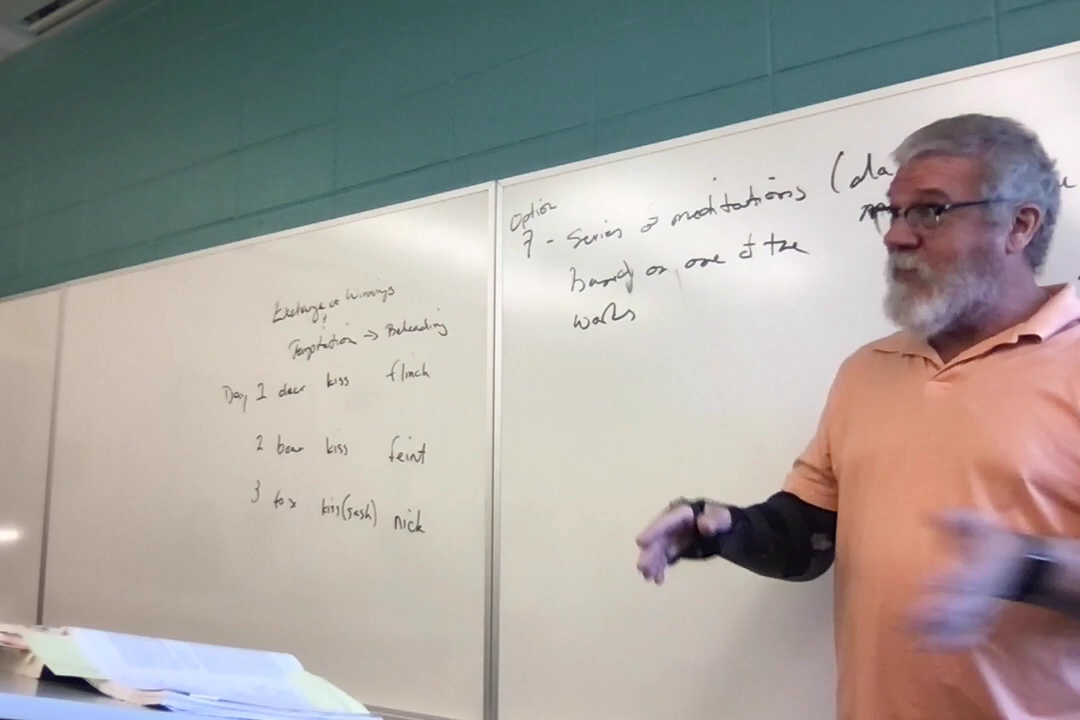 Exchange of Winnings
Temptation → Beheading
Day 1 deer kiss flinch
2 boar kiss feint
3 fox kiss (sash) nick
Option
7 - Series of meditations (
based on one of the
works